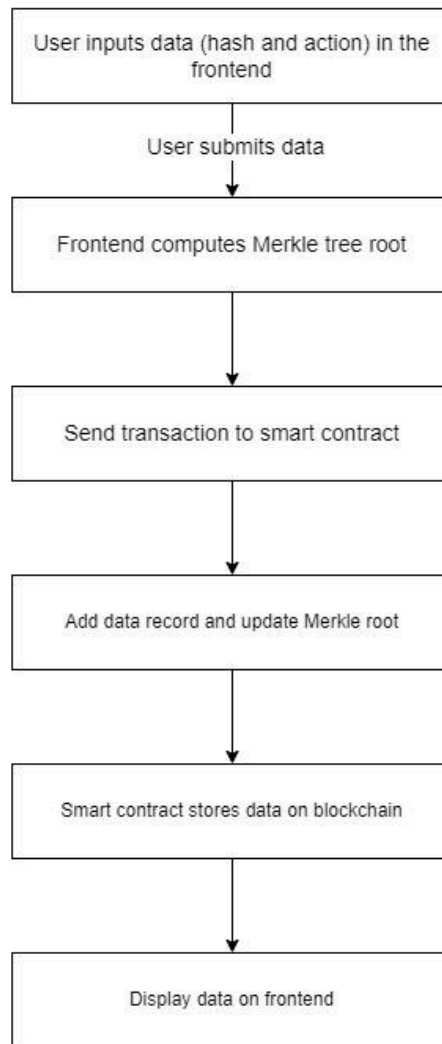 User inputs data (hash and action) in the
frontend
User submits data
Frontend computes Merkle tree root
Send transaction to smart contract
Add data record and update Merkle root
Smart contract stores data on blockchain
Display data on frontend